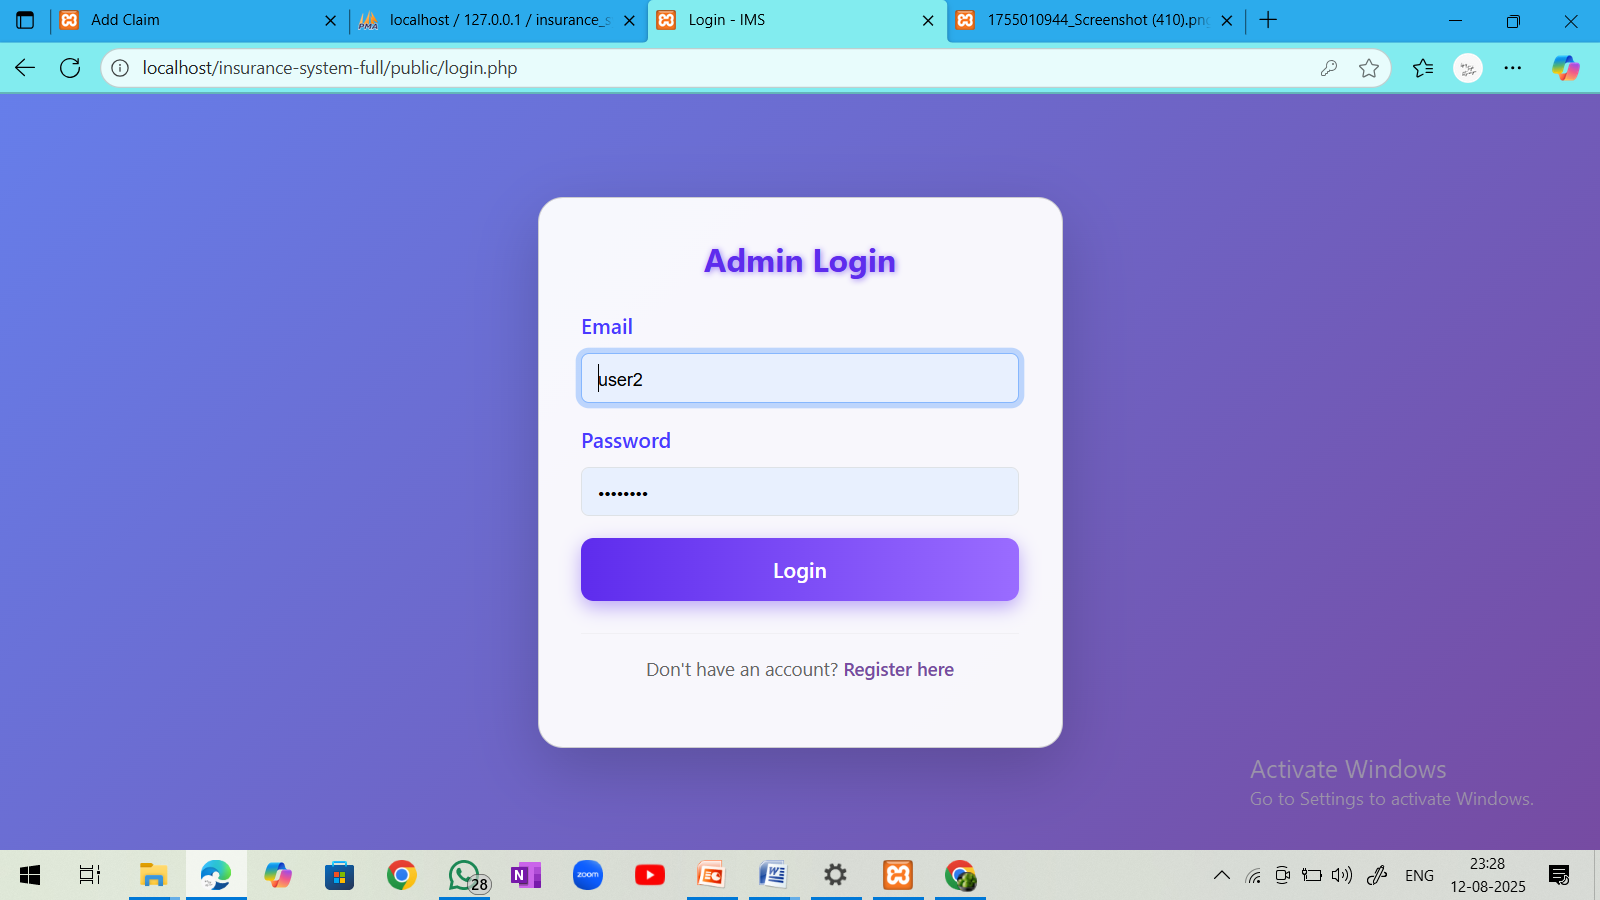 Add Claim
localhost / 127.0.0.1 / insurance_s
Login - IMS
1755010944_Screenshot (410).png
localhost/insurance-system-full/public/login.php
Admin Login
Email
user2
Password
••••••••
Login
Don't have an account? Register here
Activate Windows
Go to Settings to activate Windows.
28
zoom
ENG
23:28
12-08-2025